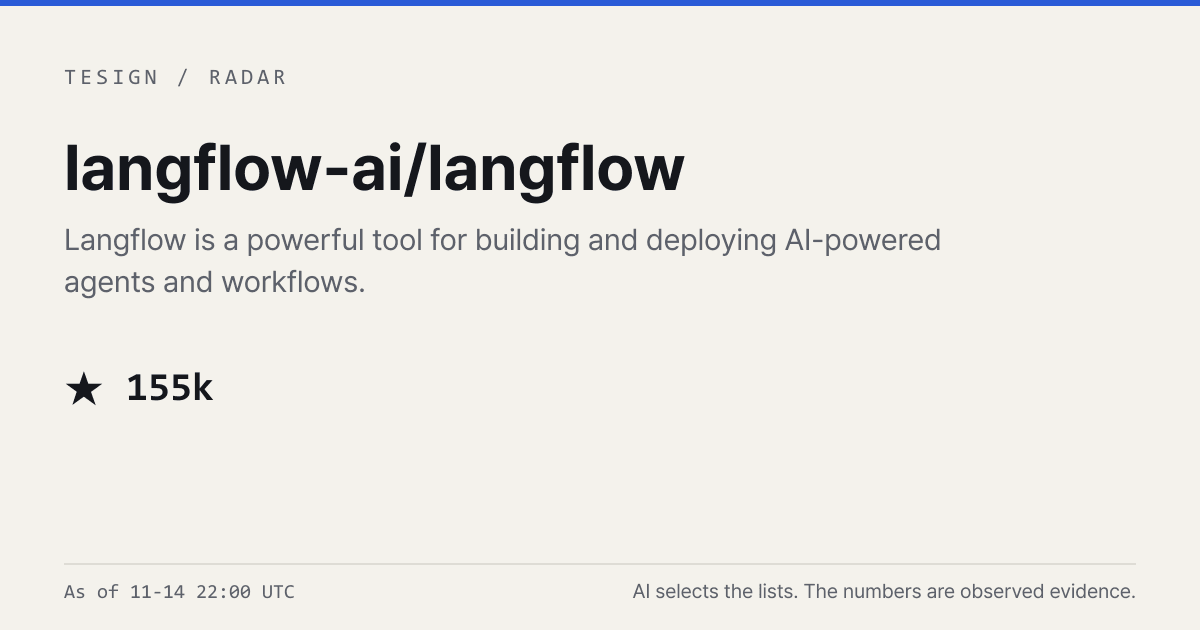 TESIGN / RADAR
langflow-ai/langflow
Langflow is a powerful tool for building and deploying AI-powered
agents and workflows.
★ 155k
As of 11-14 22:00 UTC
AI selects the lists. The numbers are observed evidence.